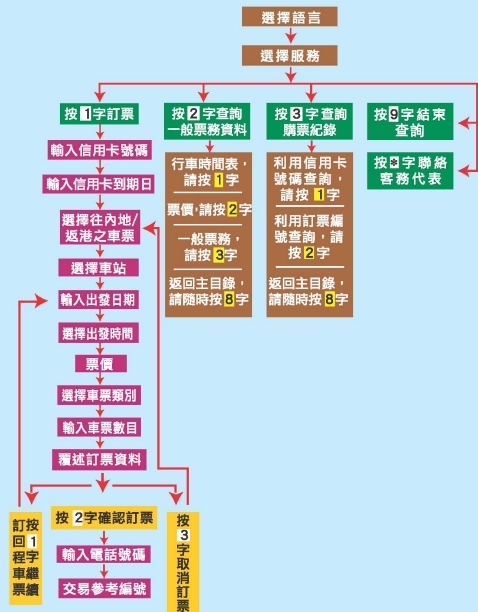 選擇語言
選擇服務
按1字訂票
輸入信用卡號碼
輸入信用卡到期日
選擇往內地/
返港之車票
選擇車站
輸入出發日期
選擇出發時間
票價
選擇車票類別
輸入車票數目
覆述訂票資料
按1字繼續
訂回程車票
按2字確認訂票
輸入電話號碼
交易參考編號
按3字取消訂票
按2字查詢
一般票務資料
行車時間表，
請按1字
票價，請按2字
一般票務，
請按3字
返回主目錄，
請隨時按8字
按3字查詢
購票紀錄
利用信用卡
號碼查詢，
請按1字
利用訂票編
號查詢，請
按2字
返回主目錄，
請隨時按8字
按9字結束
查詢
按*字聯絡
客務代表